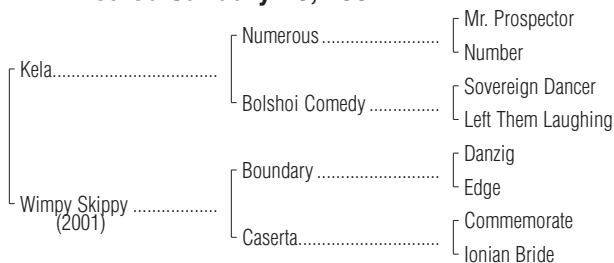 Mr. Prospector
Numerous
Number
Kela
Sovereign Dancer
Bolshoi Comedy
Left Them Laughing
Danzig
Boundary
Edge
Wimpy Skippy
(2001)
Commemorate
Caserta
Ionian Bride